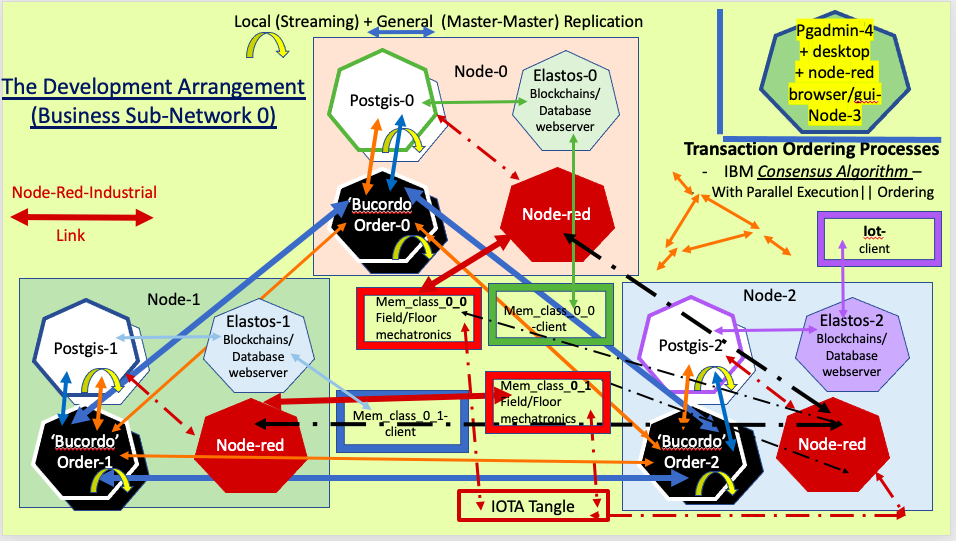 Local (Streaming) + General (Master-Master) Replication
The Development Arrangement
(Business Sub-Network 0)
Node-Red-Industrial
Link
Node-0
Postgis-0
Elastos-0
Blockchains/
Database
webserver
'Bucordo
Order-0
Node-red
Pgadmin-4
+ desktop
+ node-red
browser/gui-
Node-3
Transaction Ordering Processes
- IBM Consensus Algorithm –
With Parallel Execution|| Ordering
Iot-
client
Node-1
Postgis-1
Elastos-1
Blockchains/
Database
webserver
'Bucordo'
Order-1
Node-red
Mem_class_0_0
Field/Floor
mechatronics
Mem_class_0_0
-client
Mem_class_0_1
Field/Floor
mechatronics
Mem_class_0_1-
client
Node-2
Postgis-2
Elastos-2
Blockchains/
Database
webserver
'Bucordo'
Order-2
Node-red
IOTA Tangle